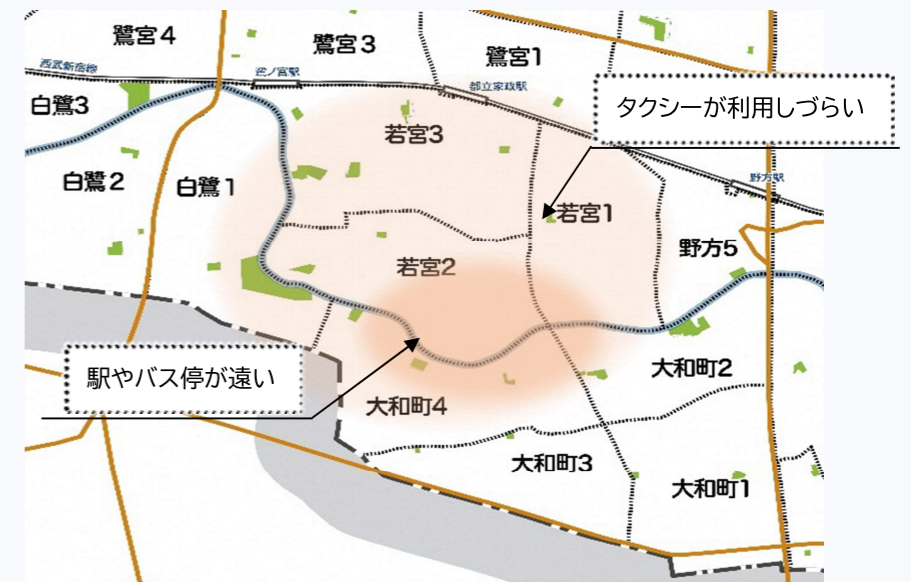 鷺宮4
鷺宮3
鷺宮1
西武新宿線
鷺ノ宮駅
都立家政駅
タクシーが利用しづらい
白鷺3
若宮3
白鷺2
白鷺1
野方駅
若宮1
野方5
若宮2
駅やバス停が遠い
大和町2
大和町4
大和町3
大和町1